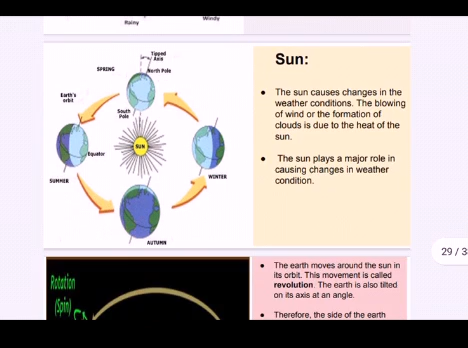 Rainy
Windy
Tipped
Axis
SPRING
North Pole
Earth's
orbit
South
Pole
Equator
SUN
SUMMER
WINTER
AUTUMN
Sun:
The sun causes changes in the
weather conditions. The blowing
of wind or the formation of
clouds is due to the heat of the
sun.
The sun plays a major role in
causing changes in weather
condition.
29 / 3
Rotation
(Spin)
The earth moves around the sun in
its orbit. This movement is called
revolution. The earth is also tilted
on its axis at an angle.
Therefore, the side of the earth